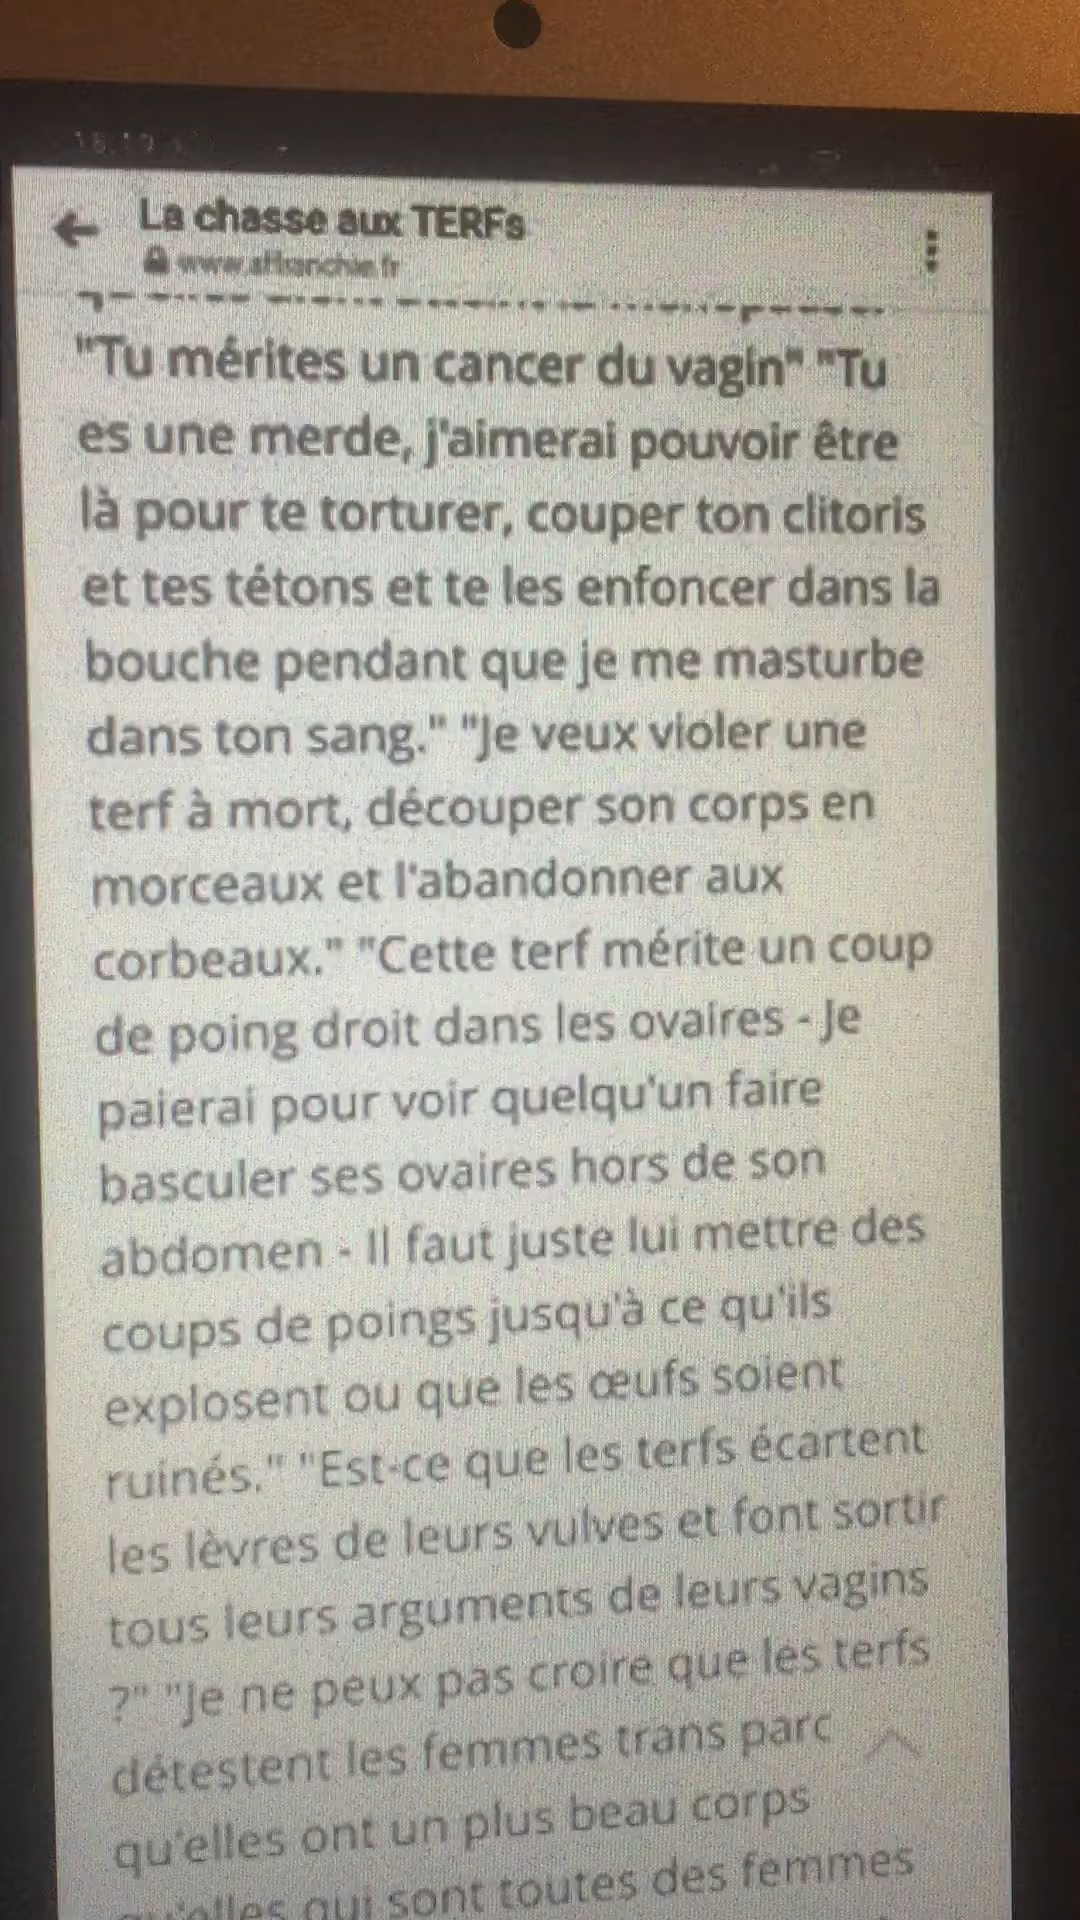 La chasse aux TERFs
"Tu mérites un cancer du vagin" "Tu
es une merde, j'aimerai pouvoir être
là pour te torturer, couper ton clitoris
et tes tétons et te les enfoncer dans la
bouche pendant que je me masturbe
dans ton sang." "Je veux violer une
terf à mort, découper son corps en
morceaux et l'abandonner aux
corbeaux." "Cette terf mérite un coup
de poing droit dans les ovaires - Je
paierai pour voir quelqu'un faire
basculer ses ovaires hors de son
abdomen - Il faut juste lui mettre des
coups de poings jusqu'à ce qu'ils
explosent ou que les œufs soient
ruinés." "Est-ce que les terfs écartent
les lèvres de leurs vulves et font sortir
tous leurs arguments de leurs vagins
?" "Je ne peux pas croire que les terfs
détestent les femmes trans parc
qu'elles ont un plus beau corps
qu'elles qui sont toutes des femmes